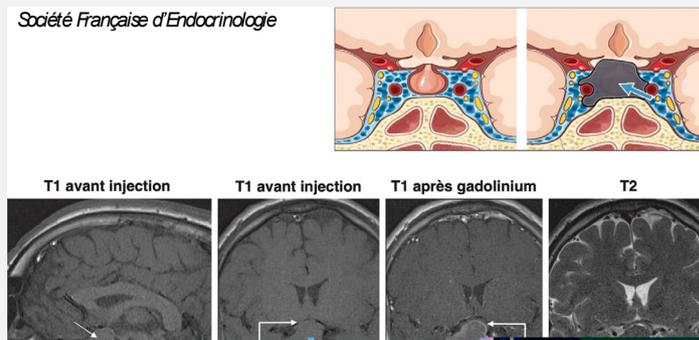 Société Française d'Endocrinologie
T1 avant injection
T1 avant injection
T1 après gadolinium
T2